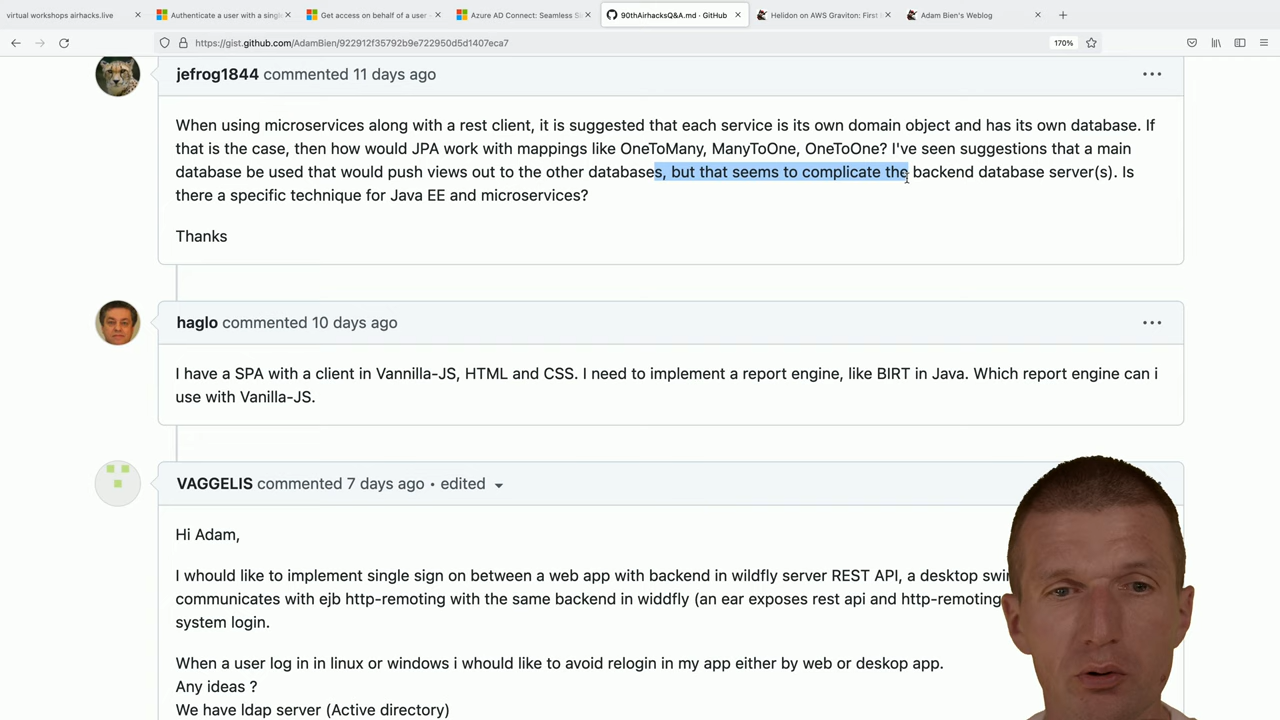 virtual workshops airhacks.live
Authenticate a user with a singl
Get access on behalf of a user -
Azure AD Connect: Seamless Si
90thAirhacksQ&A.md · GitHub
Helidon on AWS Graviton: First
Adam Bien's Weblog
https://gist.github.com/AdamBien/922912f35792b9e722950d5d1407eca7
170%
jefrog1844 commented 11 days ago
When using microservices along with a rest client, it is suggested that each service is its own domain object and has its own database. If
that is the case, then how would JPA work with mappings like OneToMany, ManyToOne, OneToOne? I've seen suggestions that a main
database be used that would push views out to the other databases, but that seems to complicate the backend database server(s). Is
there a specific technique for Java EE and microservices?
Thanks
haglo commented 10 days ago
I have a SPA with a client in Vannilla-JS, HTML and CSS. I need to implement a report engine, like BIRT in Java. Which report engine can i
use with Vanilla-JS.
VAGGELIS commented 7 days ago • edited
Hi Adam,
I whould like to implement single sign on between a web app with backend in wildfly server REST API, a desktop swi
communicates with ejb http-remoting with the same backend in widdfly (an ear exposes rest api and http-remoting
system login.
When a user log in in linux or windows i whould like to avoid relogin in my app either by web or deskop app.
Any ideas ?
We have ldap server (Active directory)